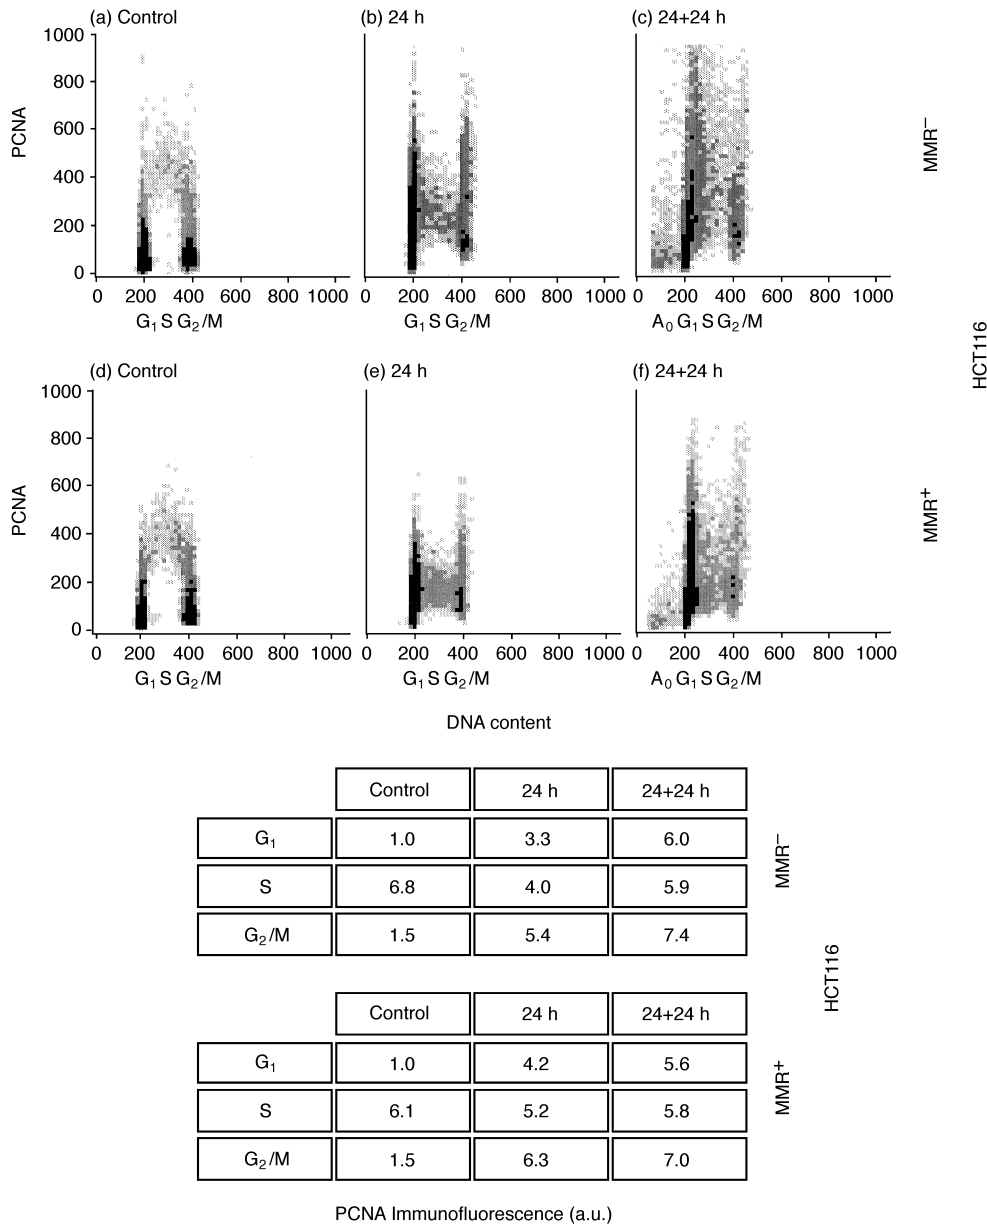 (a) Control
(b) 24 h
(c) 24+24 h
PCNA
1000
800
600
400
200
0
0 200 400 600 800 1000
G₁ S G₂/M
0 200 400 600 800 1000
G₁ S G₂/M
0 200 400 600 800 1000
A₀ G₁ S G₂/M
MMR⁻
HCT116
(d) Control
(e) 24 h
(f) 24+24 h
PCNA
1000
800
600
400
200
0
0 200 400 600 800 1000
G₁ S G₂/M
0 200 400 600 800 1000
G₁ S G₂/M
0 200 400 600 800 1000
A₀ G₁ S G₂/M
MMR⁺
DNA content
Control 24 h 24+24 h
G₁ 1.0 3.3 6.0
S 6.8 4.0 5.9
G₂/M 1.5 5.4 7.4
MMR⁻
HCT116
Control 24 h 24+24 h
G₁ 1.0 4.2 5.6
S 6.1 5.2 5.8
G₂/M 1.5 6.3 7.0
MMR⁺
PCNA Immunofluorescence (a.u.)